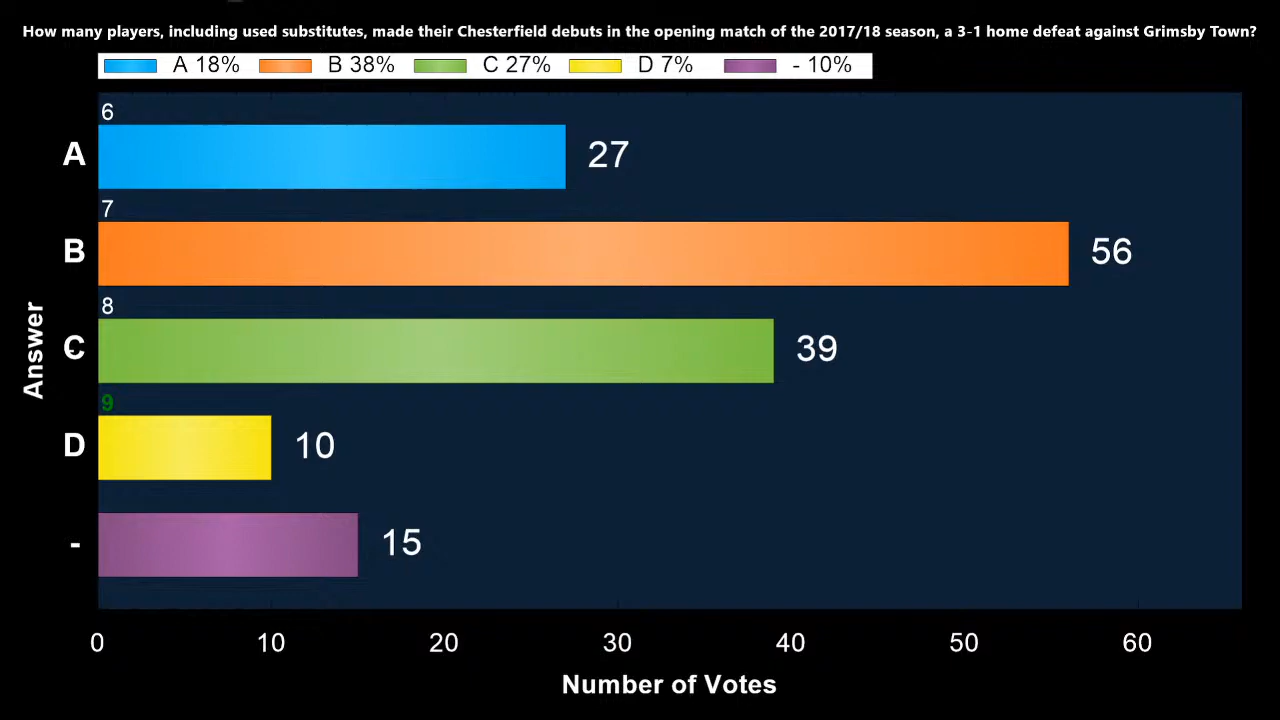 How many players, including used substitutes, made their Chesterfield debuts in the opening match of the 2017/18 season, a 3-1 home defeat against Grimsby Town?
A 18% B 38% C 27% D 7% - 10%
6
A 27
7
B 56
8
C 39
9
D 10
- 15
Answer
0 10 20 30 40 50 60
Number of Votes